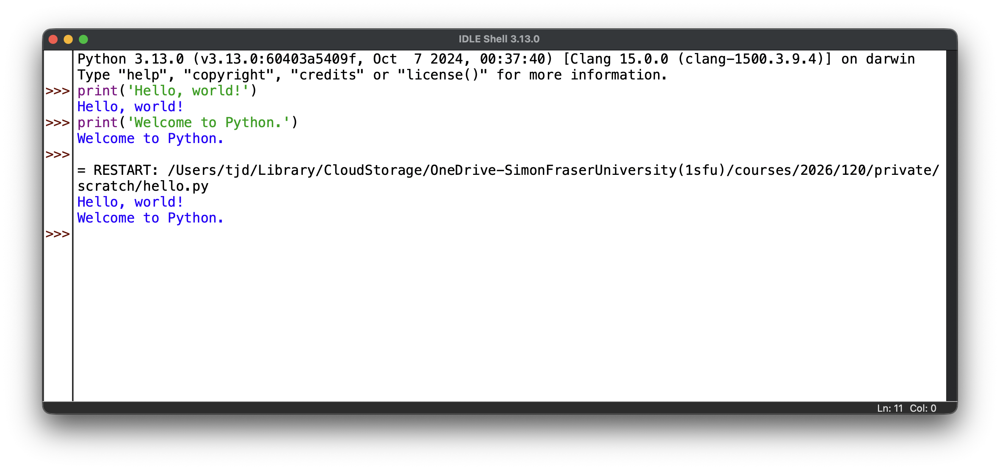 IDLE Shell 3.13.0
Python 3.13.0 (v3.13.0:60403a5409f, Oct  7 2024, 00:37:40) [Clang 15.0.0 (clang-1500.3.9.4)] on darwin
Type "help", "copyright", "credits" or "license()" for more information.
>>> print('Hello, world!')
Hello, world!
>>> print('Welcome to Python.')
Welcome to Python.
>>>
= RESTART: /Users/tjd/Library/CloudStorage/OneDrive-SimonFraserUniversity(1sfu)/courses/2026/120/private/
scratch/hello.py
Hello, world!
Welcome to Python.
>>>
Ln: 11 Col: 0